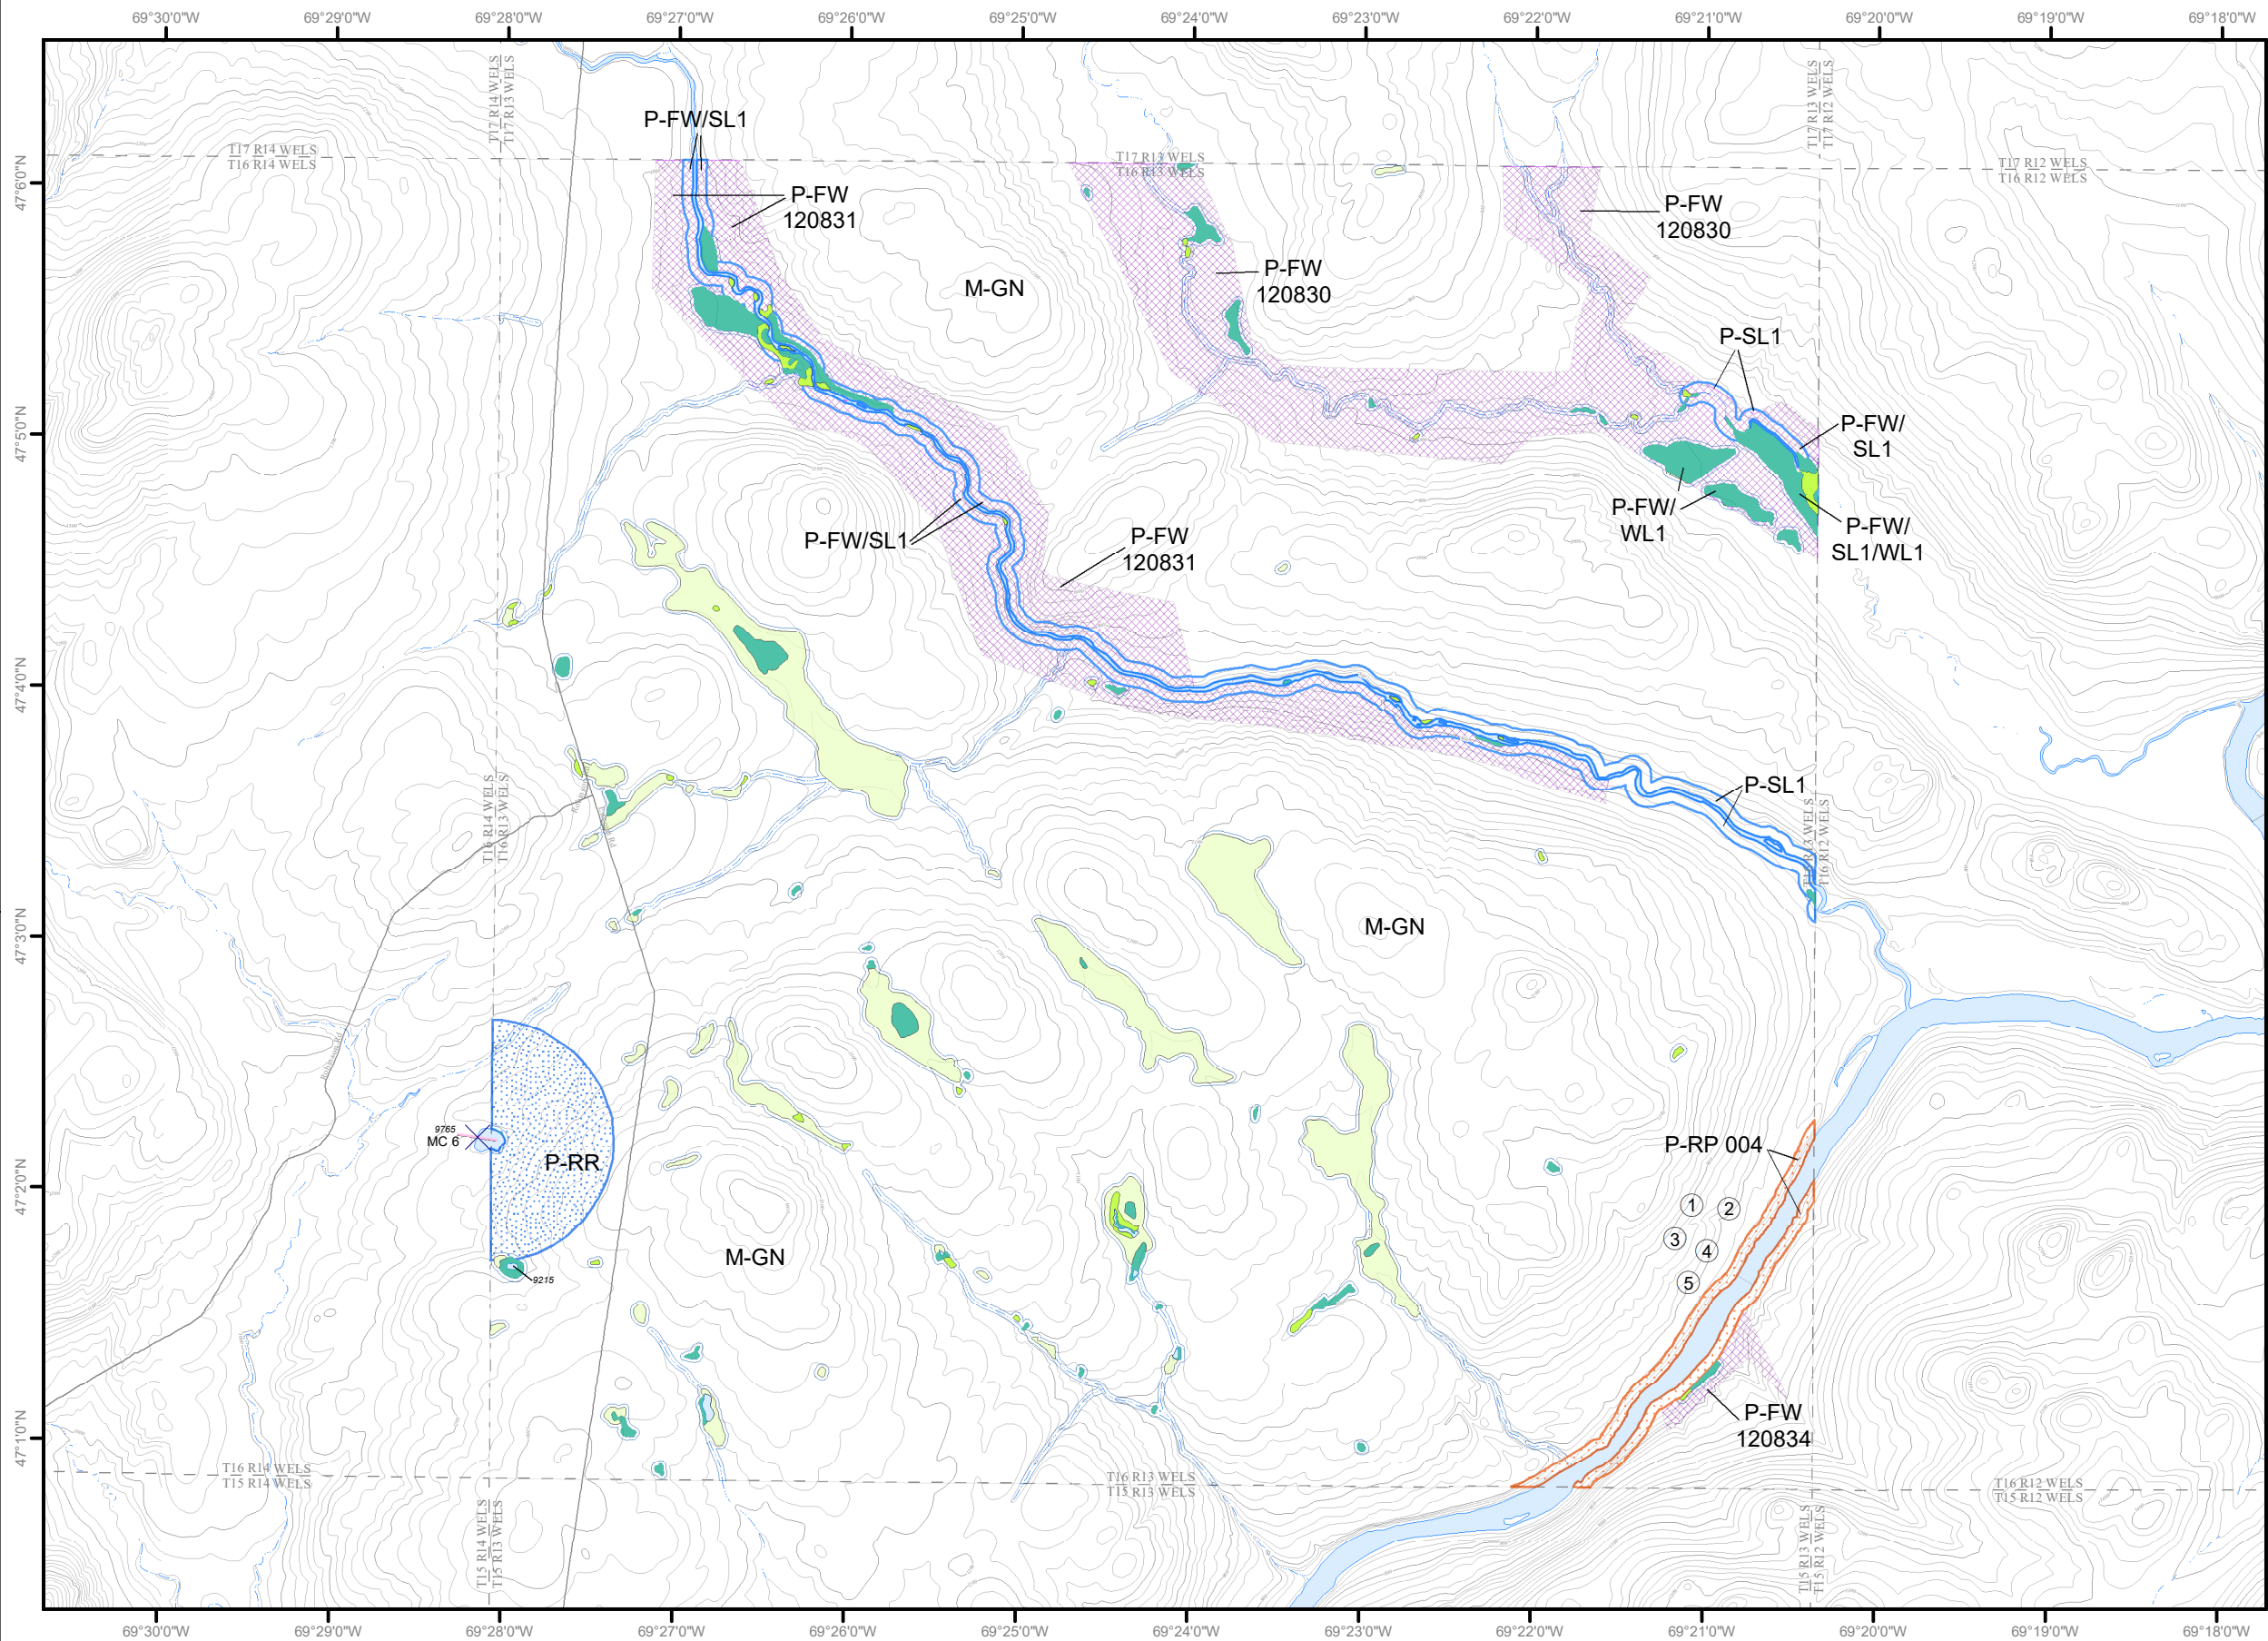 69°30'0"W 69°29'0"W 69°28'0"W 69°27'0"W 69°26'0"W 69°25'0"W 69°24'0"W 69°23'0"W 69°22'0"W 69°21'0"W 69°20'0"W 69°19'0"W 69°18'0"W
T17 R14 WELS
T17 R13 WELS
T17 R13 WELS
T17 R12 WELS
P-FW/SL1
T17 R14 WELS
T16 R14 WELS
T17 R13 WELS
T16 R13 WELS
T17 R12 WELS
T16 R12 WELS
47°6'0"N
P-FW
120831
P-FW
120830
P-FW
120830
M-GN
P-SL1
47°5'0"N
P-FW/
SL1
P-FW/
WL1
P-FW/
SL1/WL1
P-FW/SL1
P-FW
120831
47°4'0"N
T16 R14 WELS
T16 R13 WELS
P-SL1
T16 R13 WELS
T16 R12 WELS
47°3'0"N
M-GN
Robinson Rd
9765
MC 6
P-RR
P-RP 004
47°2'0"N
1
2
3
4
5
M-GN
9215
P-FW
120834
47°1'0"N
T16 R14 WELS
T15 R14 WELS
T16 R13 WELS
T15 R13 WELS
T16 R12 WELS
T15 R12 WELS
T15 R14 WELS
T15 R13 WELS
T15 R13 WELS
T15 R12 WELS
69°30'0"W 69°29'0"W 69°28'0"W 69°27'0"W 69°26'0"W 69°25'0"W 69°24'0"W 69°23'0"W 69°22'0"W 69°21'0"W 69°20'0"W 69°19'0"W 69°18'0"W